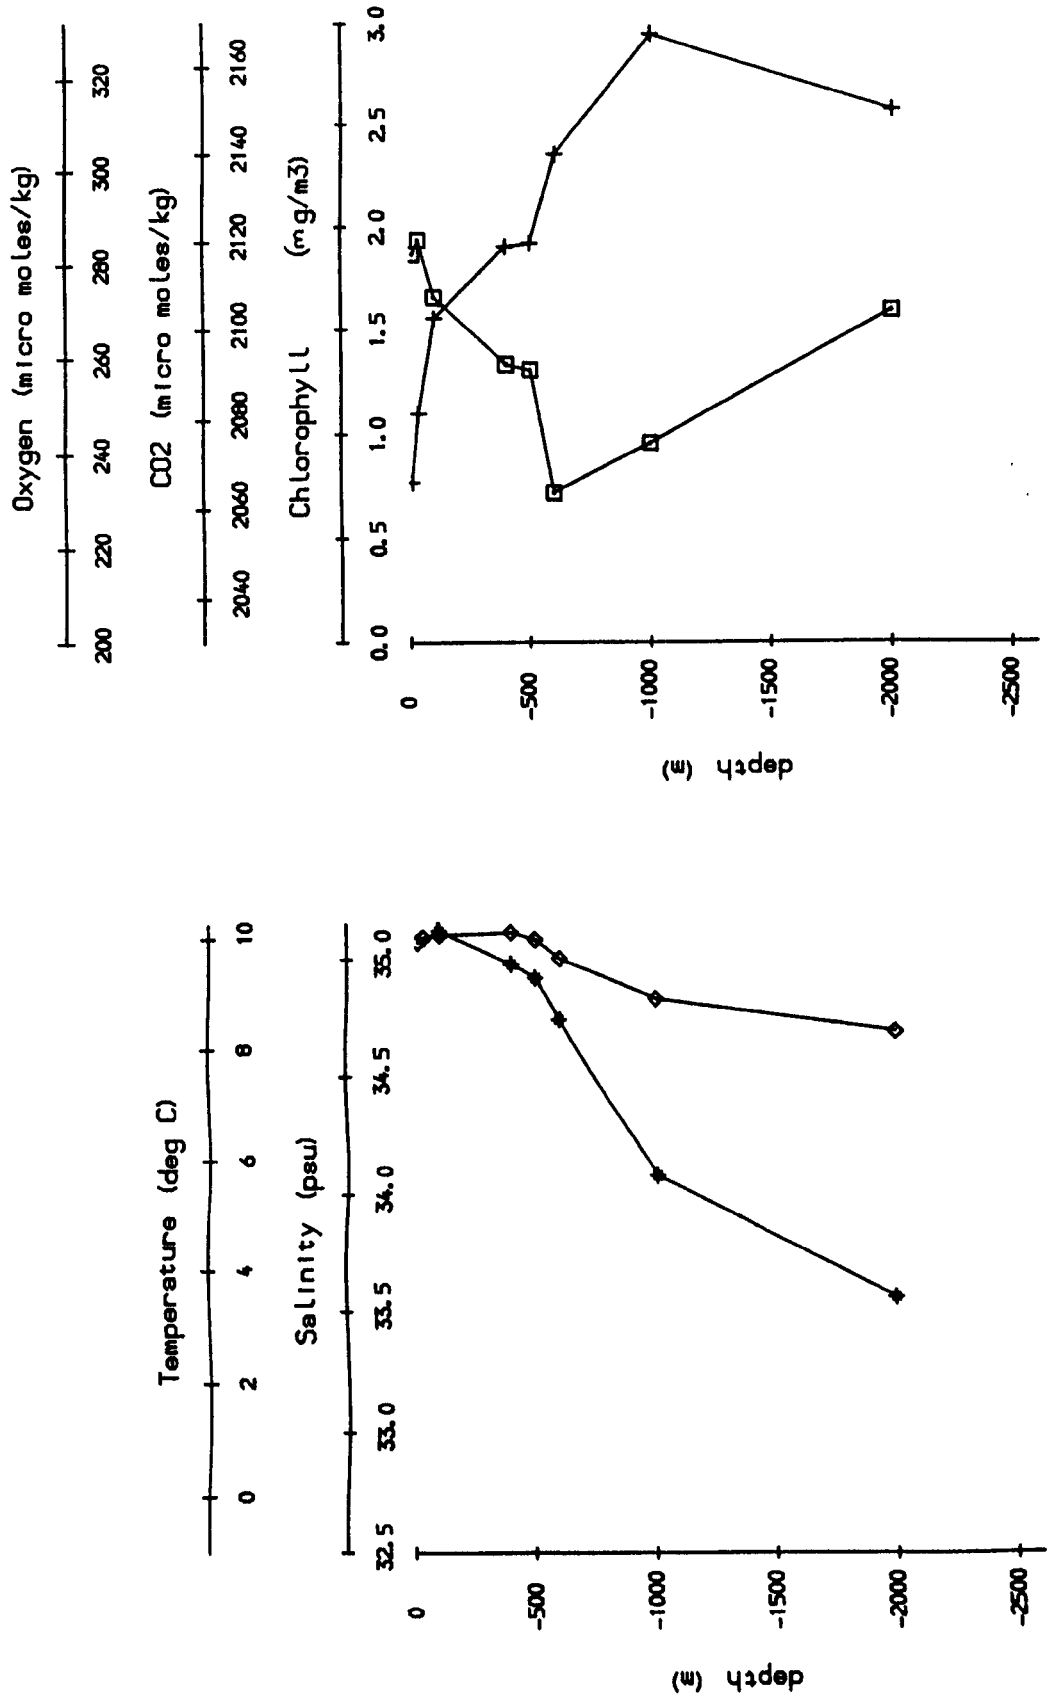 Temperature (deg C)
0 2 4 6 8 10
Salinity (psu)
32.5 33.0 33.5 34.0 34.5 35.0
0
-500
-1000
-1500
-2000
-2500
depth (m)
Oxygen (micro moles/kg)
200 220 240 260 280 300 320
CO2 (micro moles/kg)
2040 2060 2080 2100 2120 2140 2160
Chlorophyll (mg/m3)
0.0 0.5 1.0 1.5 2.0 2.5 3.0
0
-500
-1000
-1500
-2000
-2500
depth (m)